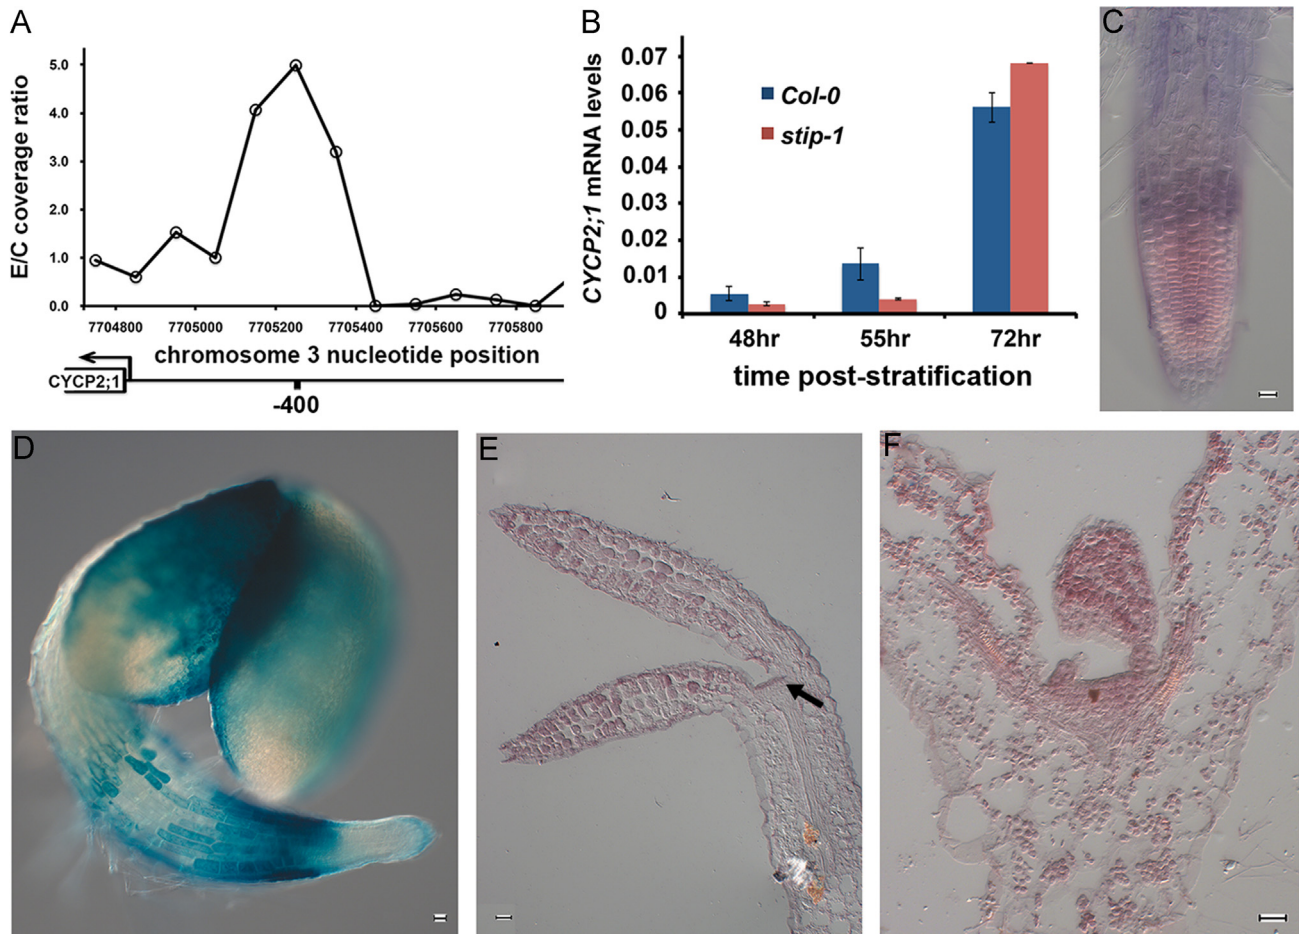 A
E/C coverage ratio
5.0
4.0
3.0
2.0
1.0
0.0
7704800 7705000 7705200 7705400 7705600 7705800
chromosome 3 nucleotide position
CYCP2;1
-400
B
CYCP2;1 mRNA levels
0.07
0.06
0.05
0.04
0.03
0.02
0.01
0
Col-0
stip-1
48hr 55hr 72hr
time post-stratification
C
D
E
F